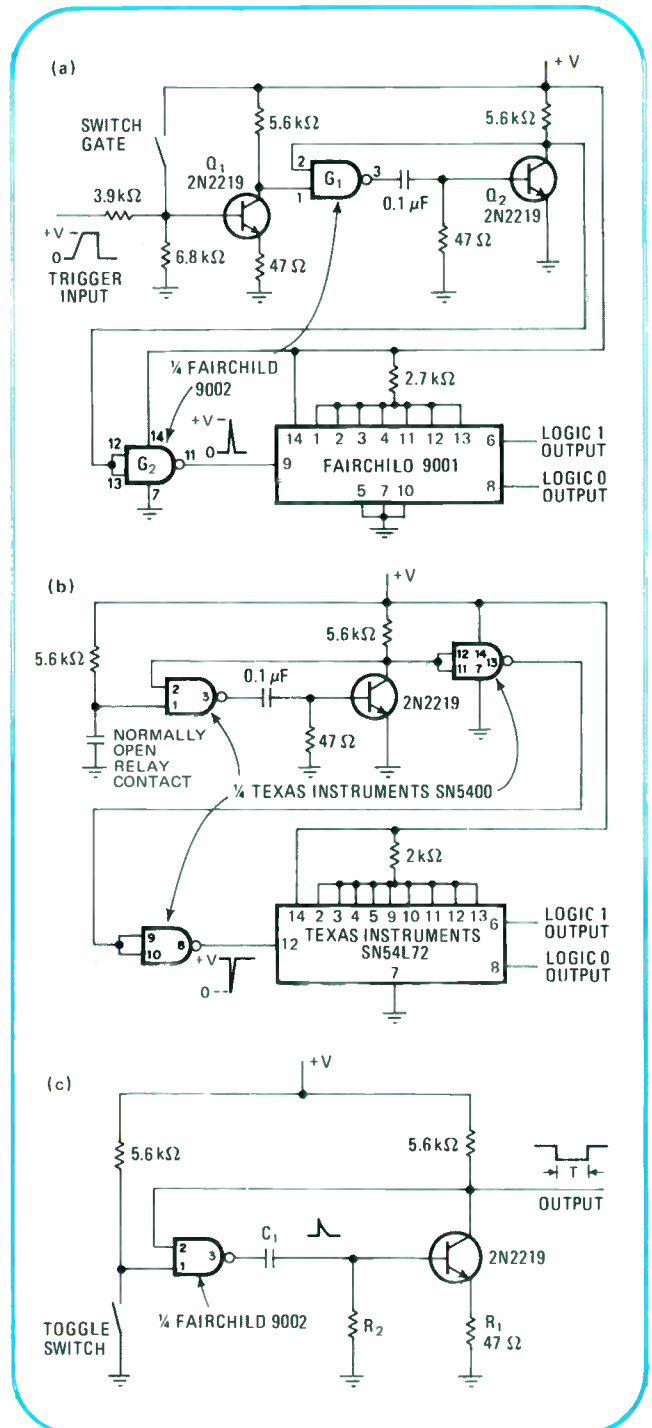 (a)
+V
5.6 kΩ
5.6 kΩ
SWITCH
GATE
Q1
2N2219
2
1
G1
3
0.1 µF
Q2
2N2219
3.9 kΩ
+V
0
TRIGGER
INPUT
6.8 kΩ
47 Ω
47 Ω
¼ FAIRCHILD
9002
2.7 kΩ
12
13
14
G2
11
7
+V
0
14 1 2 3 4 11 12 13
9
FAIRCHILO 9001
6
8
5 7 10
LOGIC 1
OUTPUT
LOGIC 0
OUTPUT
(b)
+V
5.6 kΩ
5.6 kΩ
2
1
3
0.1 µF
12
11
14
7
13
2N2219
47 Ω
NORMALLY
OPEN
RELAY
CONTACT
¼ TEXAS INSTRUMENTS SN5400
2 kΩ
9
10
8
+V
0
14 2 3 4 5 9 10 11 12 13
12
TEXAS INSTRUMENTS
SN54L72
7
6
8
LOGIC 1
OUTPUT
LOGIC 0
OUTPUT
(c)
+V
5.6 kΩ
5.6 kΩ
T
OUTPUT
2
1
3
C1
2N2219
¼ FAIRCHILD 9002
TOGGLE
SWITCH
R2
R1
47 Ω